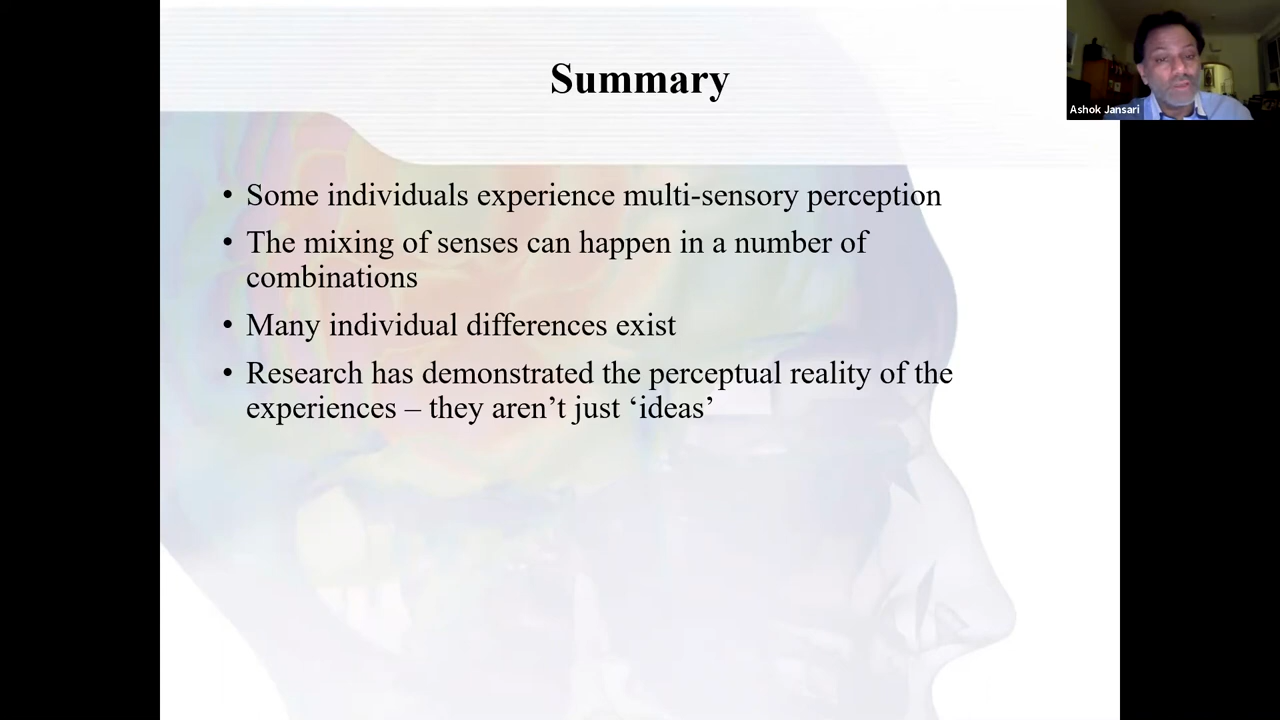 Summary
Ashok Jansari
• Some individuals experience multi-sensory perception
• The mixing of senses can happen in a number of
combinations
• Many individual differences exist
• Research has demonstrated the perceptual reality of the
experiences – they aren’t just ‘ideas’